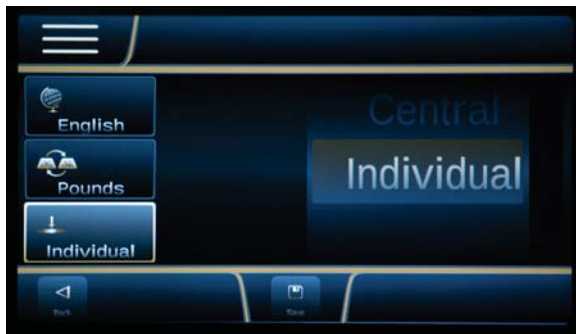 English
Central
Pounds
Individual
Individual
Back
Save